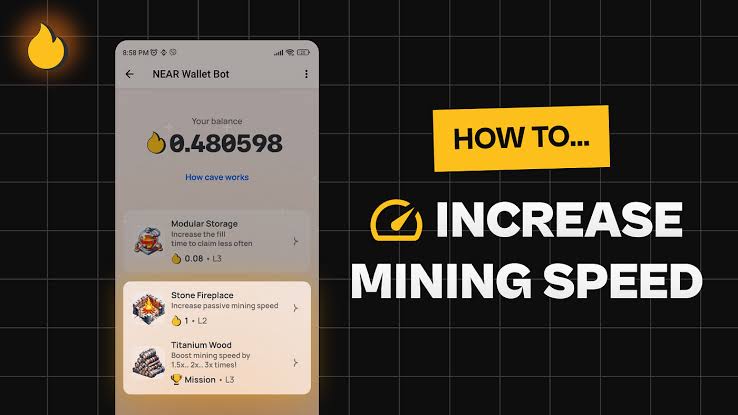 8:58 PM
NEAR Wallet Bot
Your balance
0.480598
How cave works
Modular Storage
Increase the fill
time to claim less often
0.08 • L3
Stone Fireplace
Increase passive mining speed
1 • L2
Titanium Wood
Boost mining speed by
1.5x.. 2x.. 3x times!
Mission • L3
HOW TO...
INCREASE
MINING SPEED